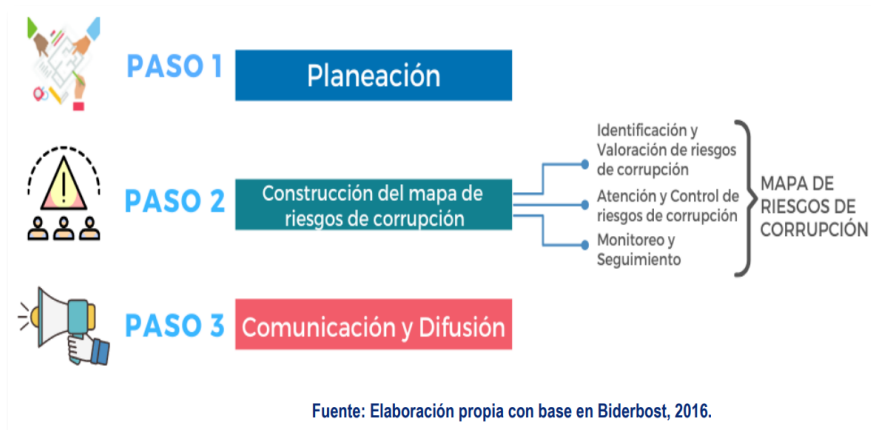 PASO 1
Planeación
PASO 2
Construcción del mapa de
riesgos de corrupción
Identificación y
Valoración de riesgos
de corrupción
Atención y Control de
riesgos de corrupción
Monitoreo y
Seguimiento
MAPA DE
RIESGOS DE
CORRUPCIÓN
PASO 3
Comunicación y Difusión
Fuente: Elaboración propia con base en Biderbost, 2016.